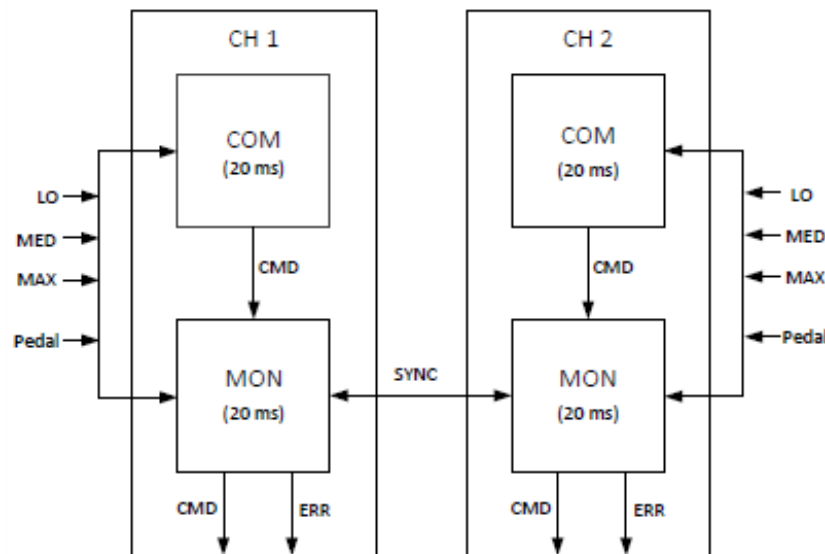 CH 1
CH 2
COM
(20 ms)
COM
(20 ms)
LO
MED
MAX
Pedal
LO
MED
MAX
Pedal
CMD
CMD
MON
(20 ms)
SYNC
MON
(20 ms)
CMD
ERR
CMD
ERR